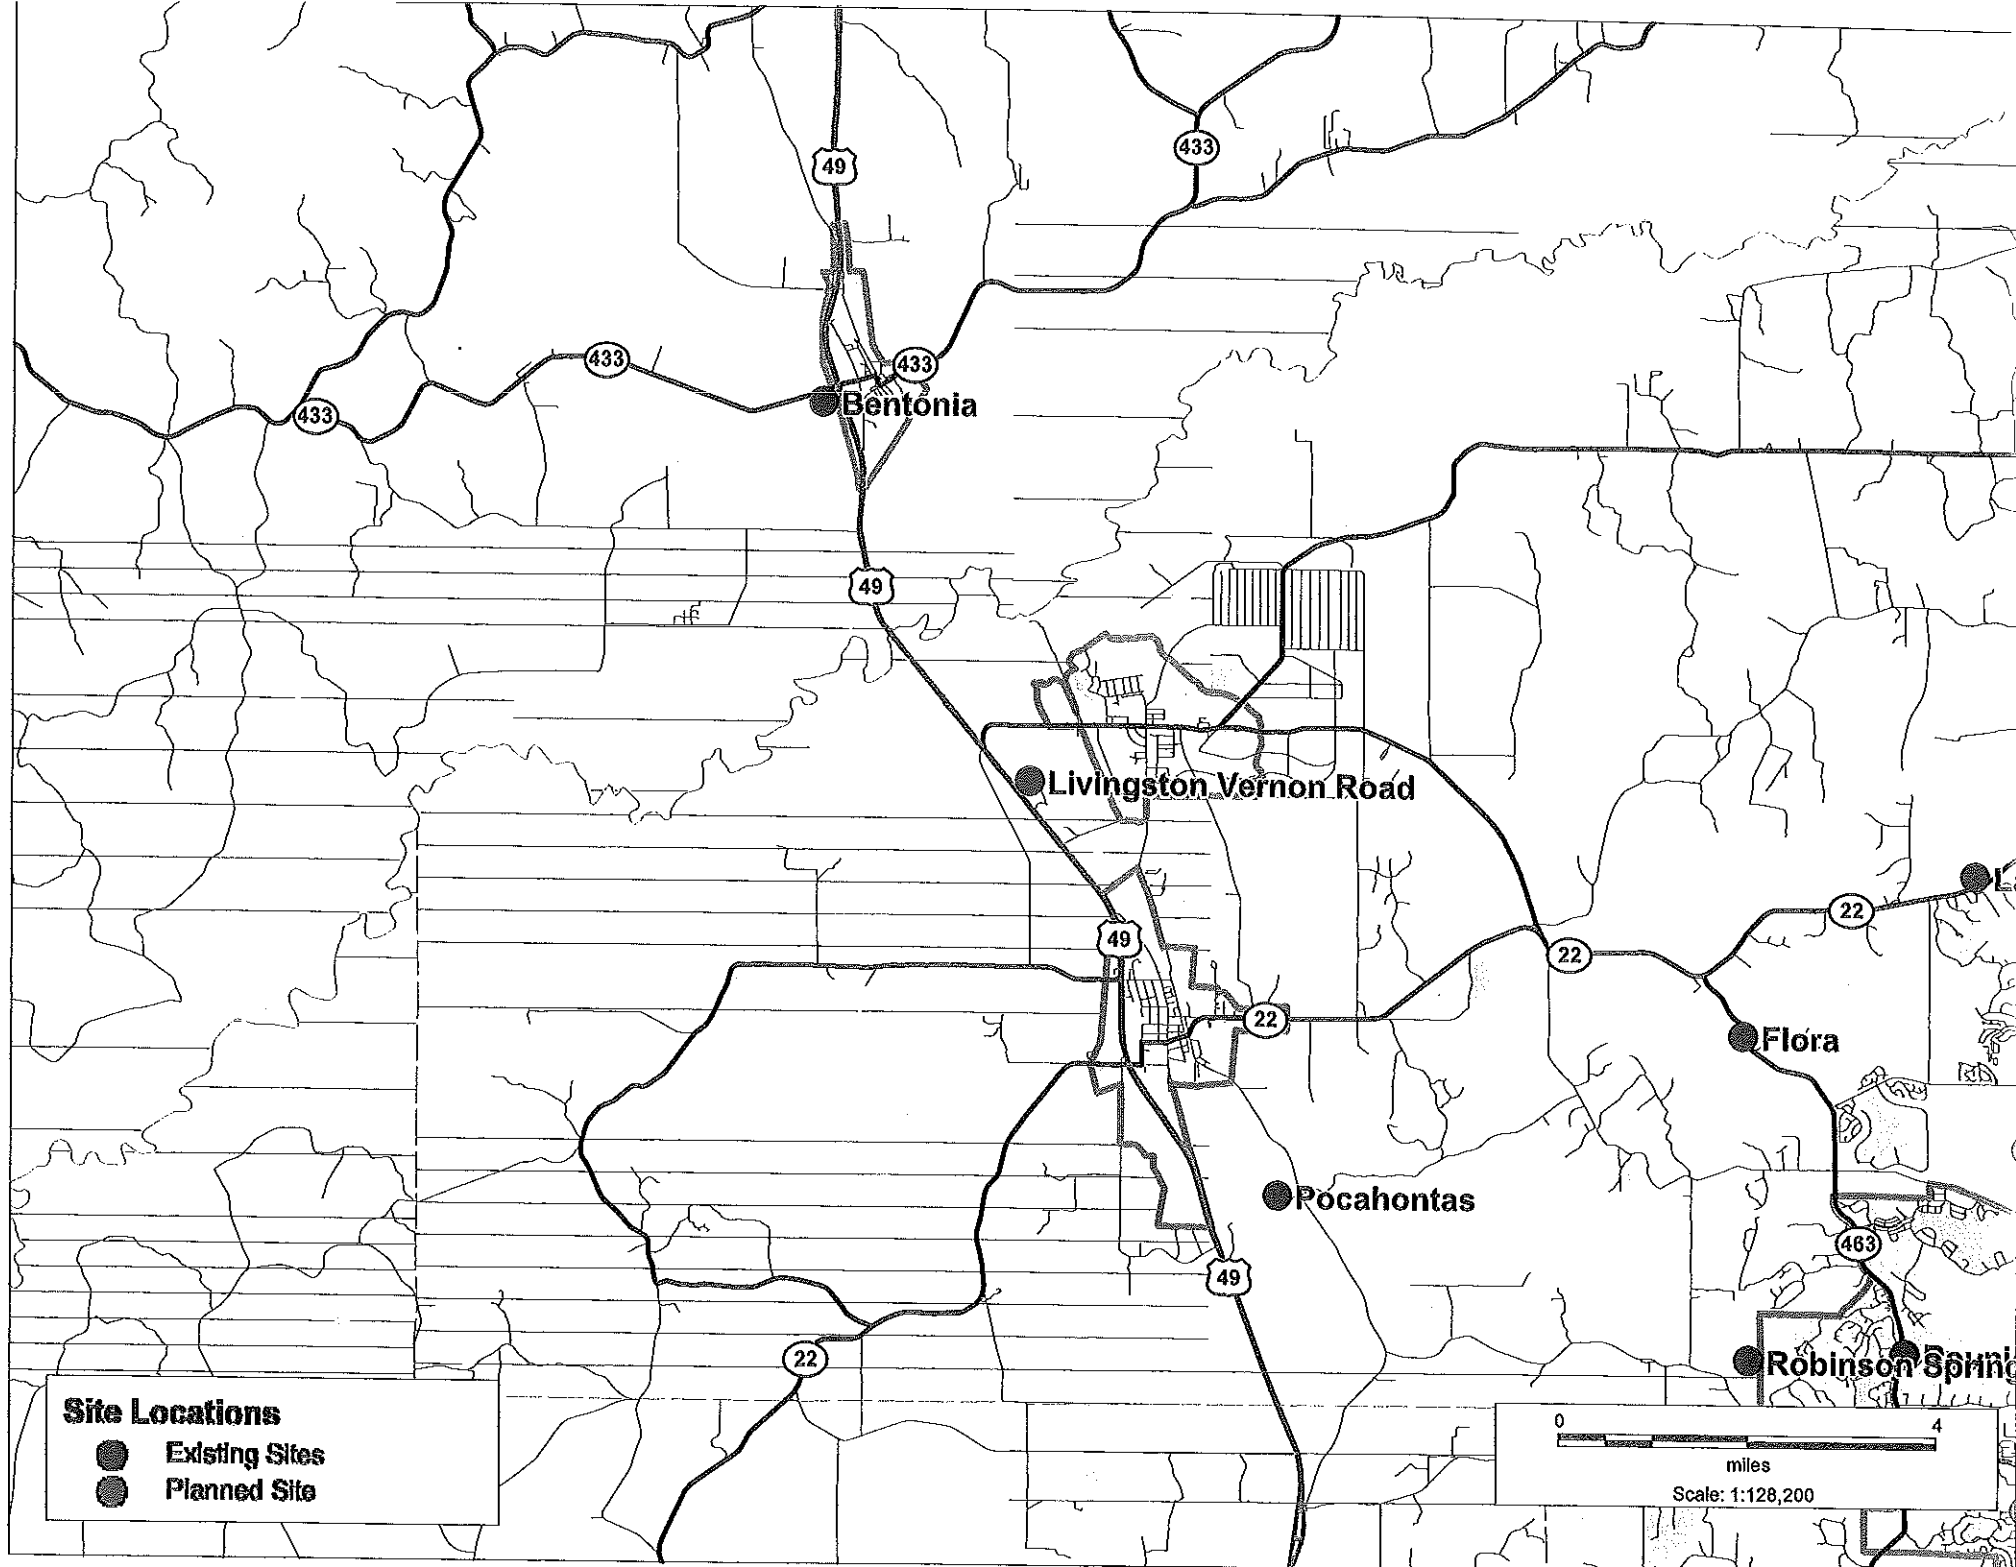 433
49
433
433
Bentonia
433
49
Livingston Vernon Road
22
49
22
22
Flora
Pocahontas
463
49
22
Robinson Spring
Site Locations
Existing Sites
Planned Site
0 4
miles
Scale: 1:128,200